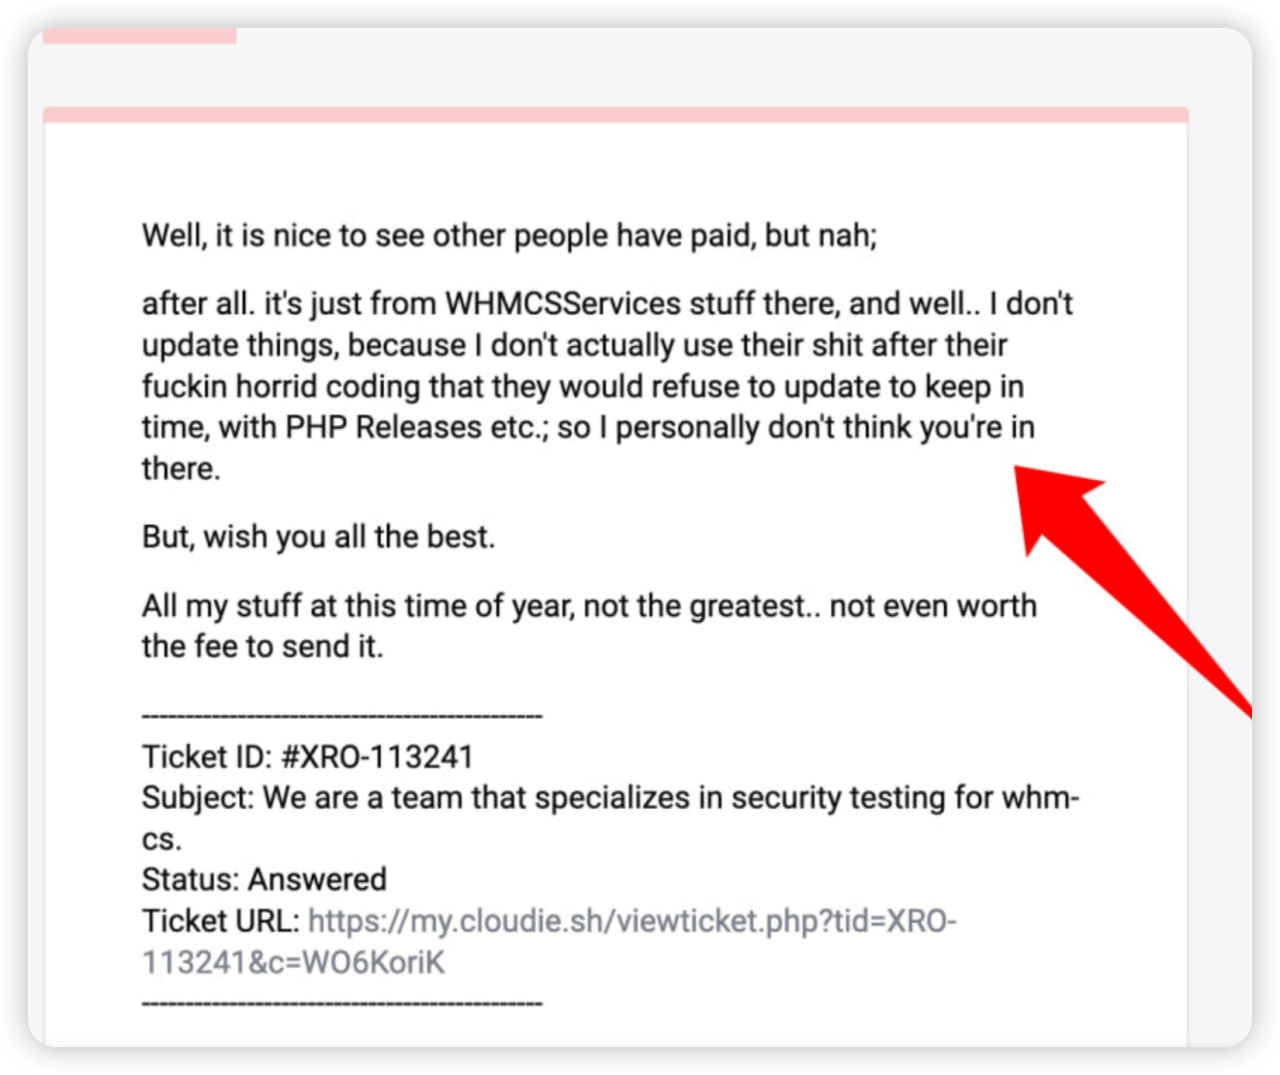 Well, it is nice to see other people have paid, but nah;
after all. it's just from WHMCSServices stuff there, and well.. I don't
update things, because I don't actually use their shit after their
fuckin horrid coding that they would refuse to update to keep in
time, with PHP Releases etc.; so I personally don't think you're in
there.
But, wish you all the best.
All my stuff at this time of year, not the greatest.. not even worth
the fee to send it.
----------------------------------------------
Ticket ID: #XRO-113241
Subject: We are a team that specializes in security testing for whm-
cs.
Status: Answered
Ticket URL: https://my.cloudie.sh/viewticket.php?tid=XRO-
113241&c=WO6KoriK
----------------------------------------------